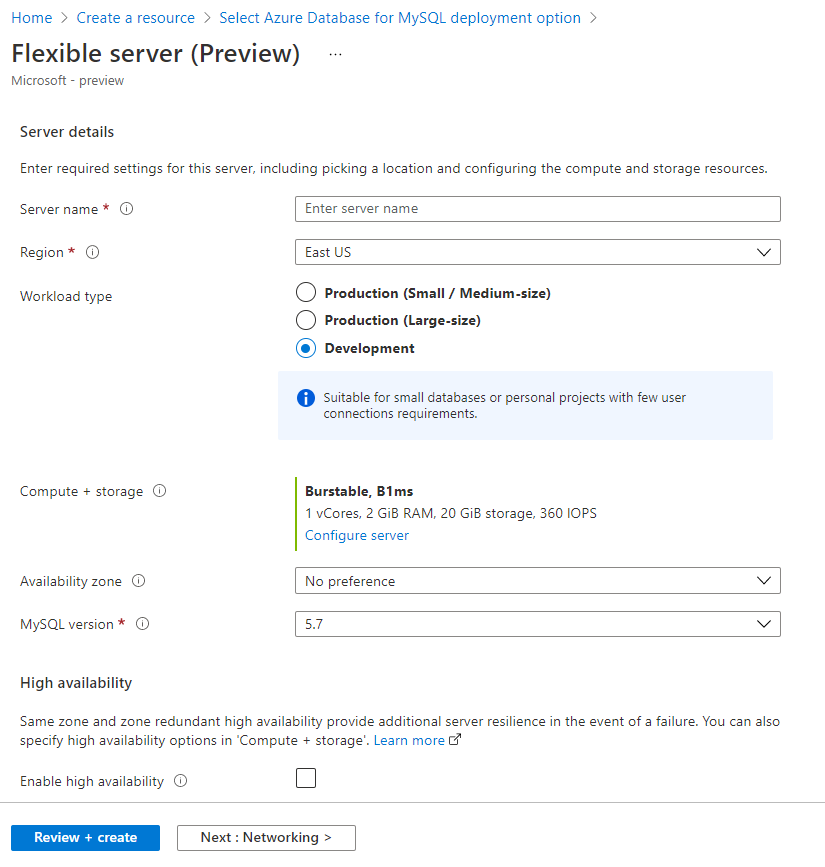 Home > Create a resource > Select Azure Database for MySQL deployment option >
Flexible server (Preview) ...
Microsoft - preview
Server details
Enter required settings for this server, including picking a location and configuring the compute and storage resources.
Server name *
Enter server name
Region *
East US
Workload type
Production (Small / Medium-size)
Production (Large-size)
Development
Suitable for small databases or personal projects with few user
connections requirements.
Compute + storage
Burstable, B1ms
1 vCores, 2 GiB RAM, 20 GiB storage, 360 IOPS
Configure server
Availability zone
No preference
MySQL version *
5.7
High availability
Same zone and zone redundant high availability provide additional server resilience in the event of a failure. You can also
specify high availability options in 'Compute + storage'. Learn more
Enable high availability
Review + create
Next : Networking >